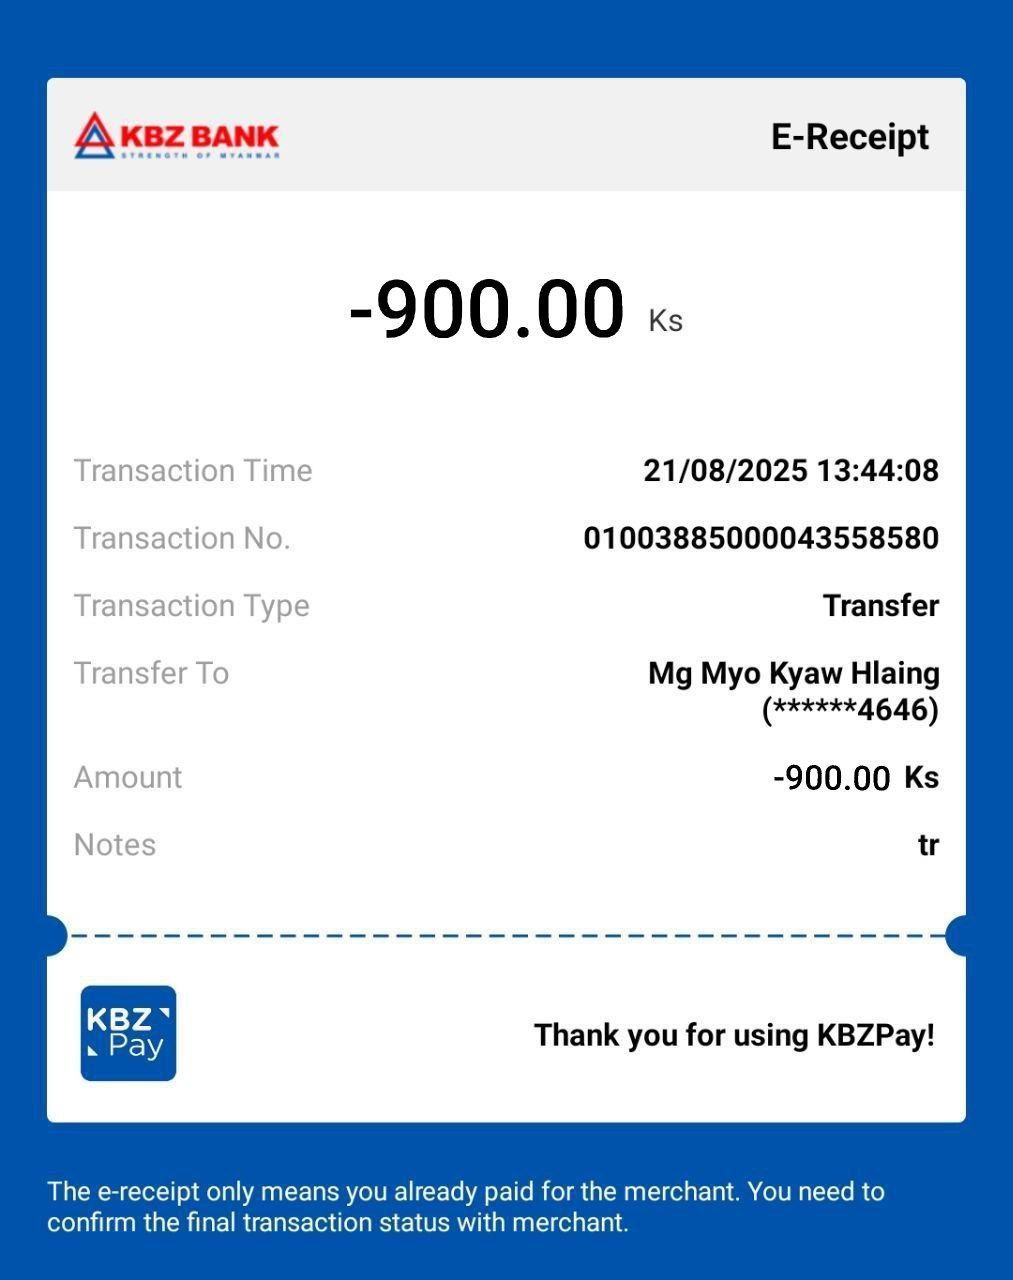 KBZ BANK
STRENGTH OF MYANMAR
E-Receipt
-900.00 Ks
Transaction Time 21/08/2025 13:44:08
Transaction No. 01003885000043558580
Transaction Type Transfer
Transfer To Mg Myo Kyaw Hlaing
(******4646)
Amount -900.00 Ks
Notes tr
KBZ
Pay
Thank you for using KBZPay!
The e-receipt only means you already paid for the merchant. You need to
confirm the final transaction status with merchant.